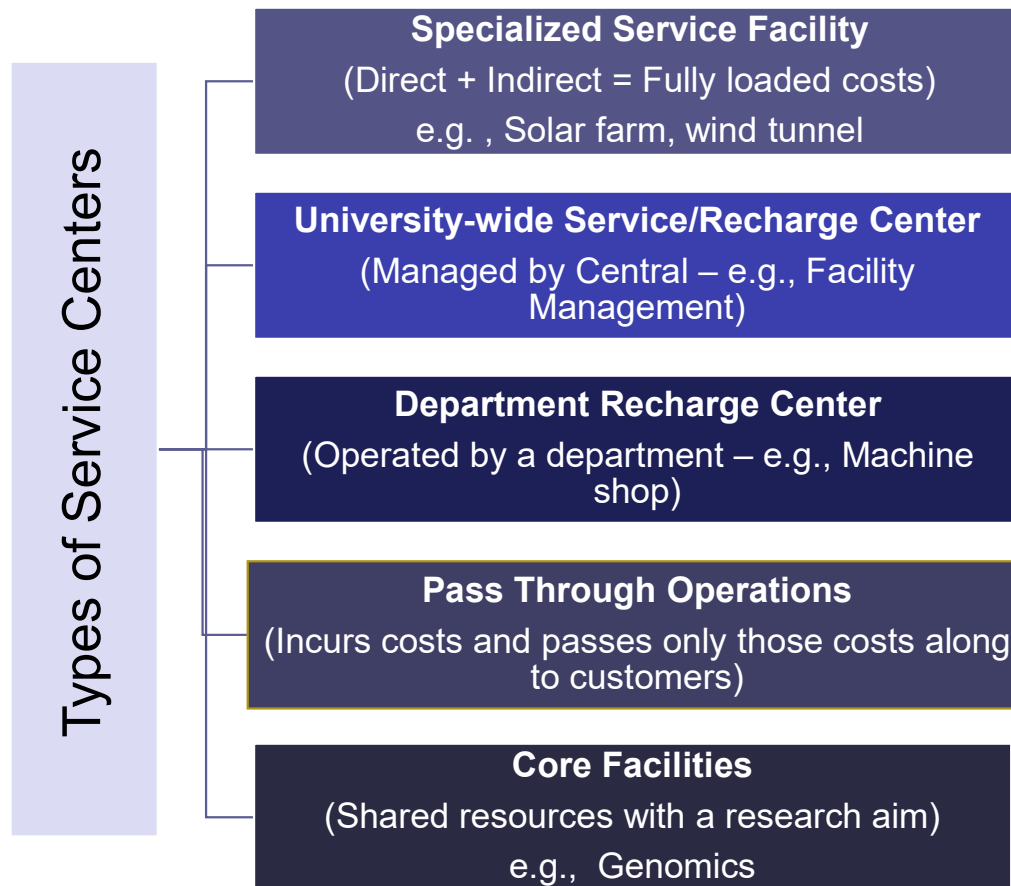 Types of Service Centers
Specialized Service Facility
(Direct + Indirect = Fully loaded costs)
e.g. , Solar farm, wind tunnel
University-wide Service/Recharge Center
(Managed by Central – e.g., Facility
Management)
Department Recharge Center
(Operated by a department – e.g., Machine
shop)
Pass Through Operations
(Incurs costs and passes only those costs along
to customers)
Core Facilities
(Shared resources with a research aim)
e.g.,  Genomics